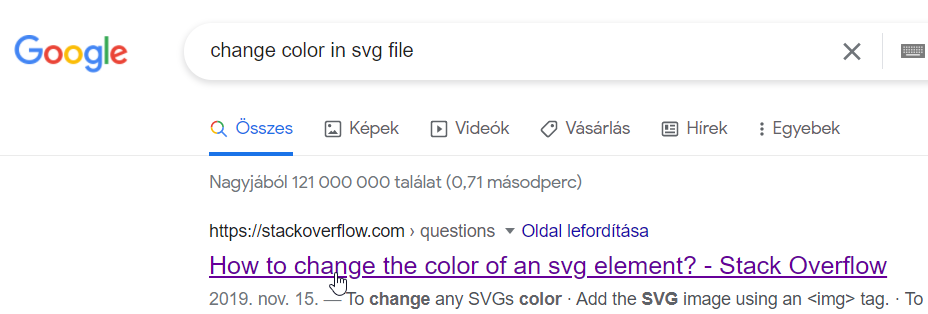 Google
change color in svg file
Összes Képek Videók Vásárlás Hírek Egyebek
Nagyjából 121 000 000 találat (0,71 másodperc)
https://stackoverflow.com › questions Oldal lefordítása
How to change the color of an svg element? - Stack Overflow
2019. nov. 15. — To change any SVGs color · Add the SVG image using an <img> tag. · To